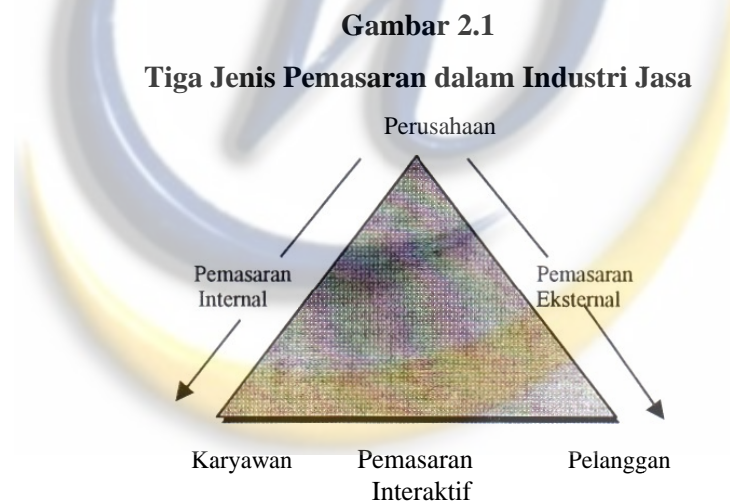 Gambar 2.1
Tiga Jenis Pemasaran dalam Industri Jasa
Perusahaan
Pemasaran
Internal
Pemasaran
Eksternal
Karyawan
Pemasaran
Interaktif
Pelanggan